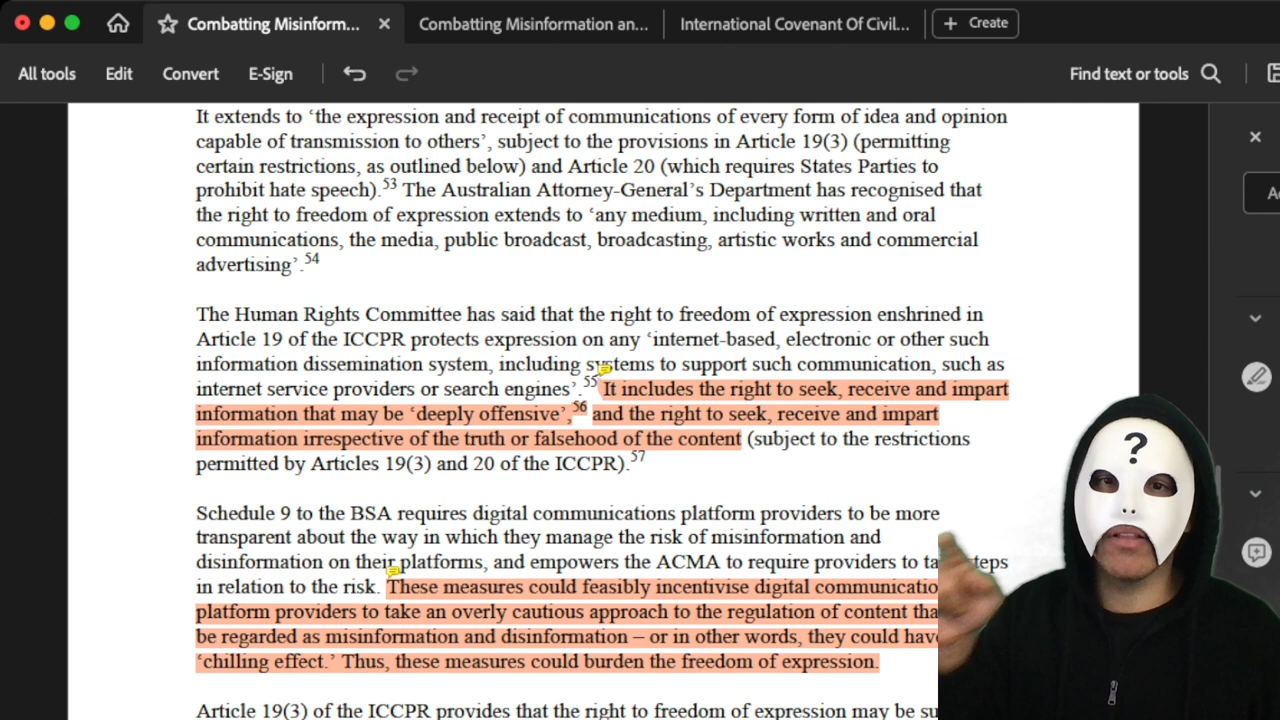 Combatting Misinform...
Combatting Misinformation an...
International Covenant Of Civil...
Create
All tools
Edit
Convert
E-Sign
Find text or tools
It extends to ‘the expression and receipt of communications of every form of idea and opinion
capable of transmission to others’, subject to the provisions in Article 19(3) (permitting
certain restrictions, as outlined below) and Article 20 (which requires States Parties to
prohibit hate speech).53 The Australian Attorney-General’s Department has recognised that
the right to freedom of expression extends to ‘any medium, including written and oral
communications, the media, public broadcast, broadcasting, artistic works and commercial
advertising’.54
The Human Rights Committee has said that the right to freedom of expression enshrined in
Article 19 of the ICCPR protects expression on any ‘internet-based, electronic or other such
information dissemination system, including systems to support such communication, such as
internet service providers or search engines’.55 It includes the right to seek, receive and impart
information that may be ‘deeply offensive’,56 and the right to seek, receive and impart
information irrespective of the truth or falsehood of the content (subject to the restrictions
permitted by Articles 19(3) and 20 of the ICCPR).57
Schedule 9 to the BSA requires digital communications platform providers to be more
transparent about the way in which they manage the risk of misinformation and
disinformation on their platforms, and empowers the ACMA to require providers to
in relation to the risk. These measures could feasibly incentivise digital
platform providers to take an overly cautious approach to the regulation of content
be regarded as misinformation and disinformation – or in other words, they could
‘chilling effect.’ Thus, these measures could burden the freedom of expression.
Article 19(3) of the ICCPR provides that the right to freedom of expression may be
?